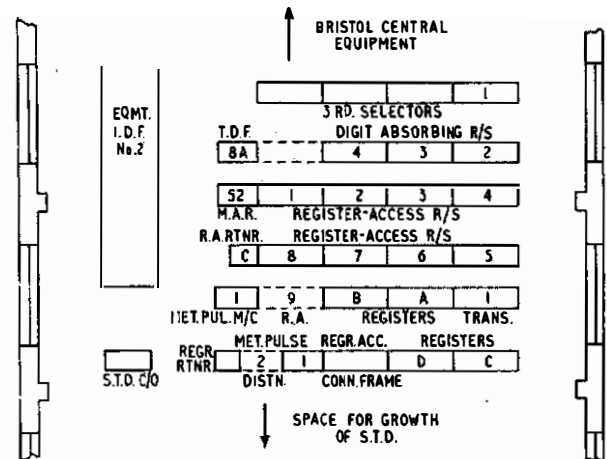 BRISTOL CENTRAL
EQUIPMENT
1
3 RD. SELECTORS
EQMT.
I.D.F.
No.2
T.D.F. DIGIT ABSORBING R/S
8A 4 3 2
52 1 2 3 4
M.A.R. REGISTER-ACCESS R/S
R.A.RTNR. REGISTER-ACCESS R/S
C 8 7 6 5
1 9 B A 1
MET.PUL.M/C R.A. REGISTERS TRANS.
MET.PULSE REGR.ACC. REGISTERS
REGR.
RTNR
2 1 D C
S.T.D. C/O DISTN. CONN.FRAME
SPACE FOR GROWTH
OF S.T.D.